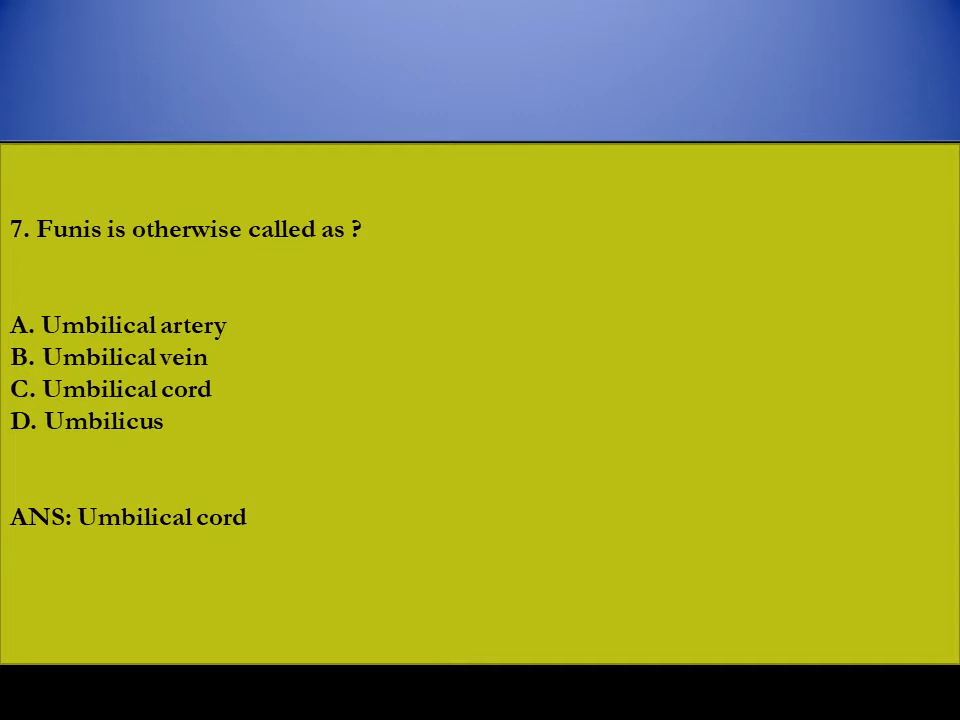 7. Funis is otherwise called as ?
A. Umbilical artery
B. Umbilical vein
C. Umbilical cord
D. Umbilicus
ANS: Umbilical cord